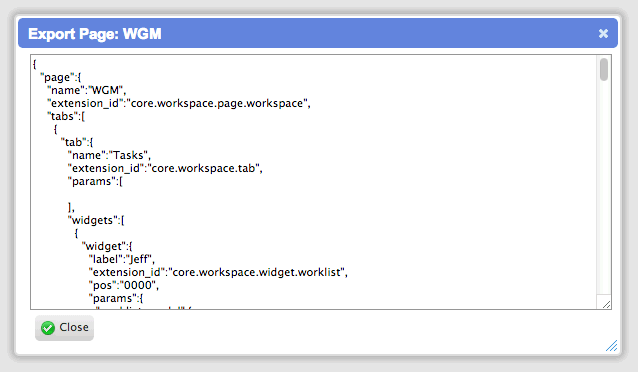 Export Page: WGM
{
"page":{
"name":"WGM",
"extension_id":"core.workspace.page.workspace",
"tabs":[
{
"tab":{
"name":"Tasks",
"extension_id":"core.workspace.tab",
"params":[
],
"widgets":[
{
"widget":{
"label":"Jeff",
"extension_id":"core.workspace.widget.worklist",
"pos":"0000",
"params":{
Close